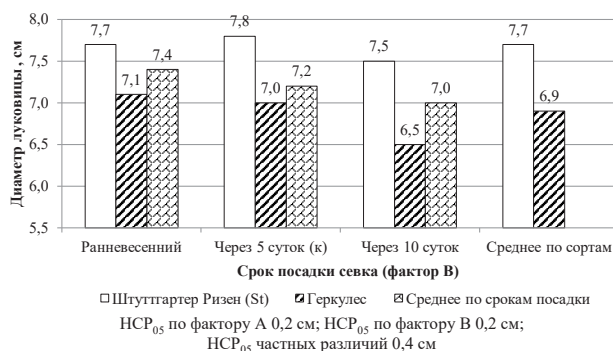 8,0
7,5
7,0
6,5
6,0
5,5
Диаметр луковицы , см
7,7
7,1
7,4
7,8
7,0
7,2
7,5
6,5
7,0
7,7
6,9
Ранневесенний
Через 5 суток (к)
Через 10 суток
Среднее по сортам
Срок посадки севка (фактор В)
Штуттгартер Ризен (St)
Геркулес
Среднее по срокам посадки
НСР05 по фактору А 0,2 см; НСР05 по фактору В 0,2 см;
НСР05 частных различий 0,4 см